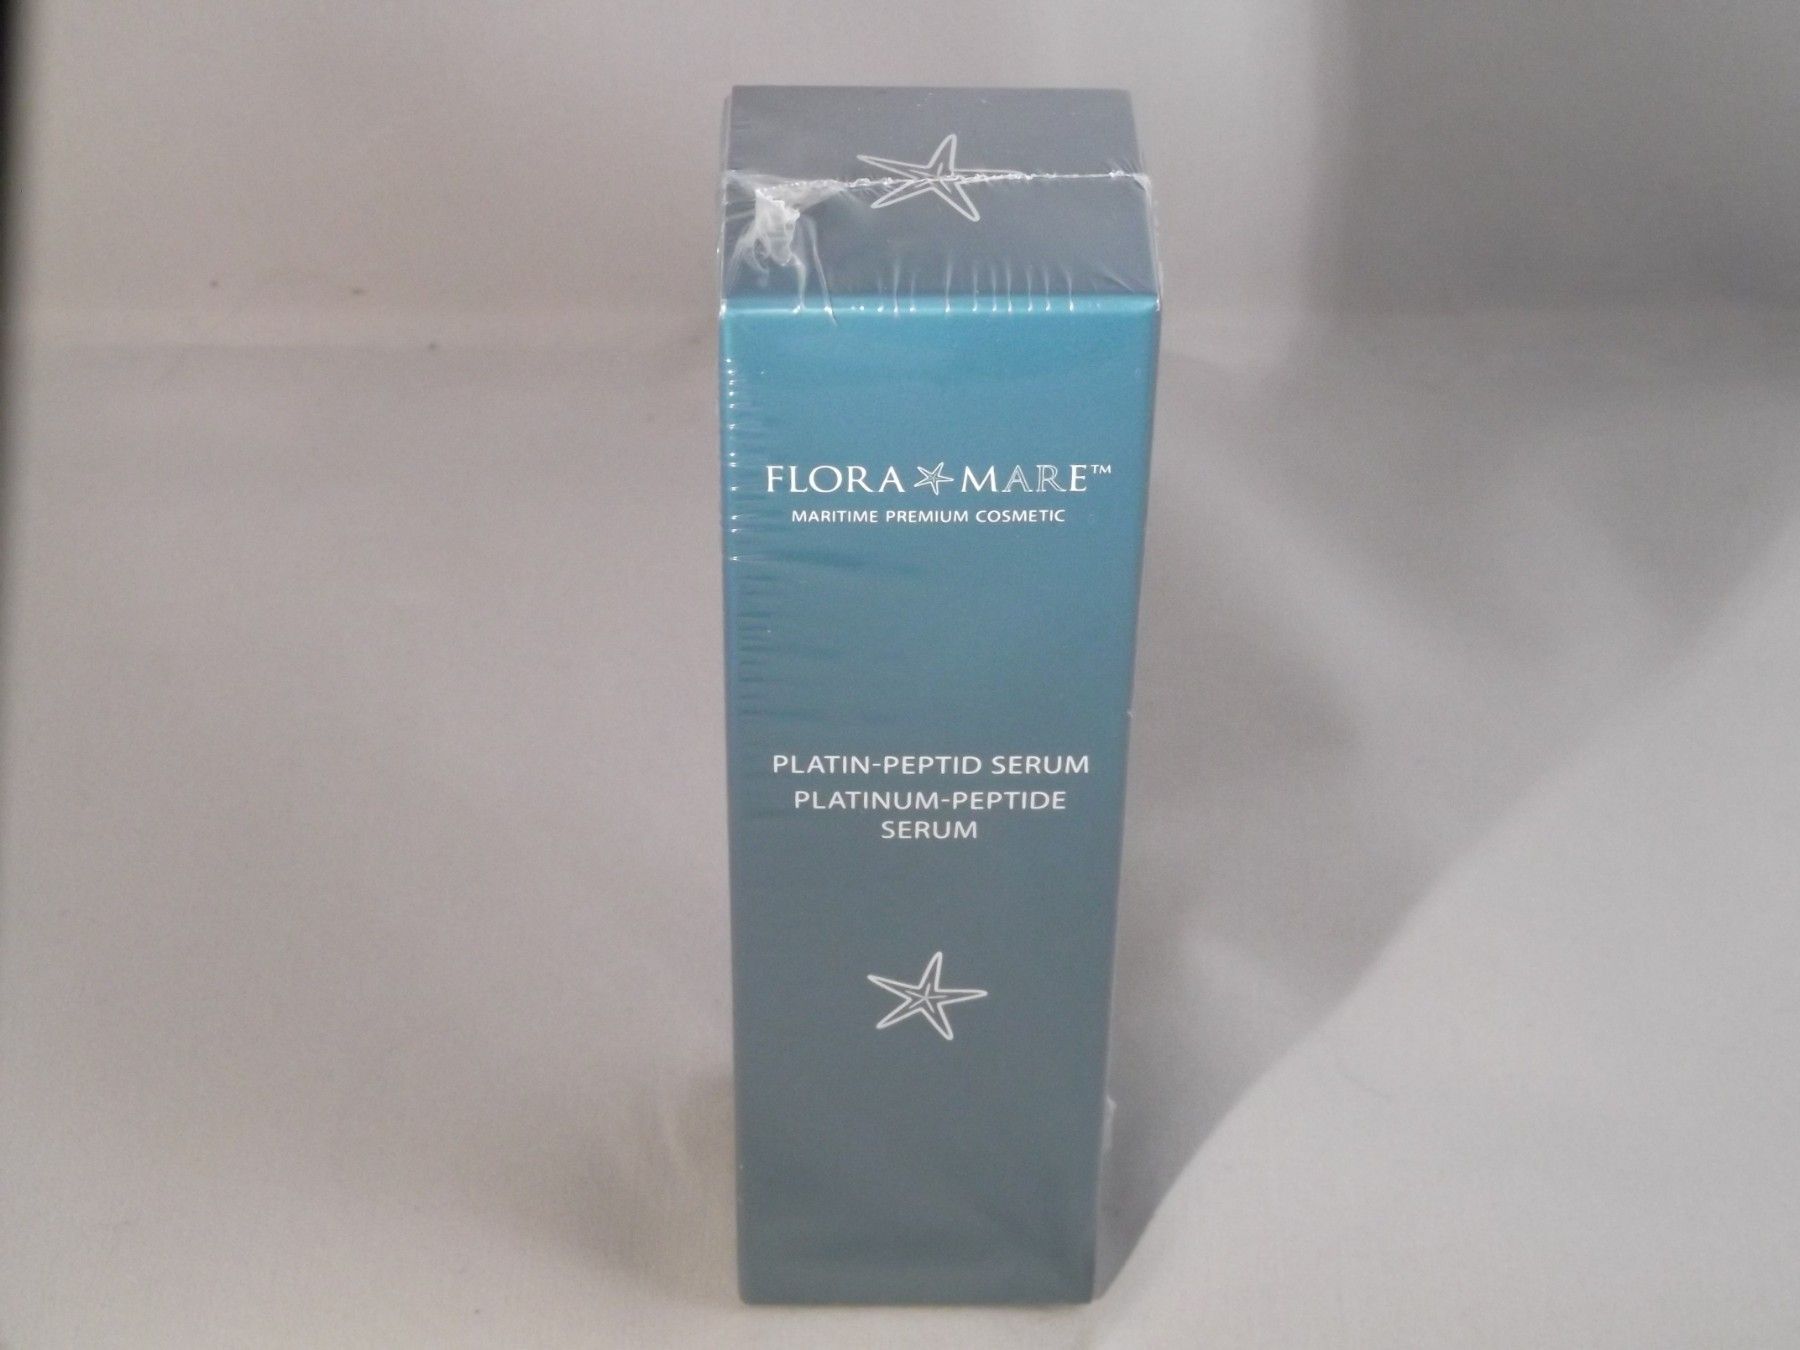 FLORA MARE™
MARITIME PREMIUM COSMETIC
PLATIN-PEPTID SERUM
PLATINUM-PEPTIDE
SERUM